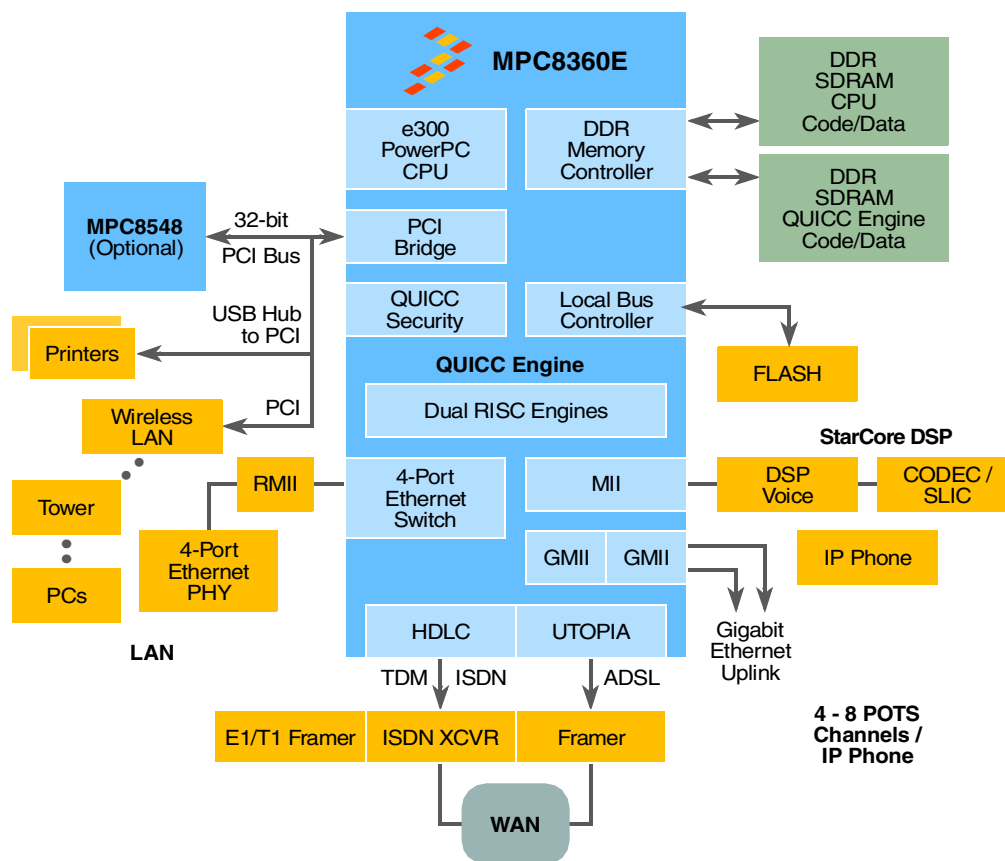 MPC8360E
e300
PowerPC
CPU
DDR
Memory
Controller
DDR
SDRAM
CPU
Code/Data
DDR
SDRAM
QUICC Engine
Code/Data
MPC8548
(Optional)
32-bit
PCI Bus
PCI
Bridge
QUICC
Security
Local Bus
Controller
USB Hub
to PCI
Printers
FLASH
QUICC Engine
Dual RISC Engines
PCI
Wireless
LAN
StarCore DSP
RMII
4-Port
Ethernet
Switch
MII
DSP
Voice
CODEC /
SLIC
Tower
4-Port
Ethernet
PHY
GMII
GMII
IP Phone
PCs
LAN
HDLC
UTOPIA
Gigabit
Ethernet
Uplink
TDM
ISDN
ADSL
E1/T1 Framer
ISDN XCVR
Framer
4 - 8 POTS
Channels /
IP Phone
WAN